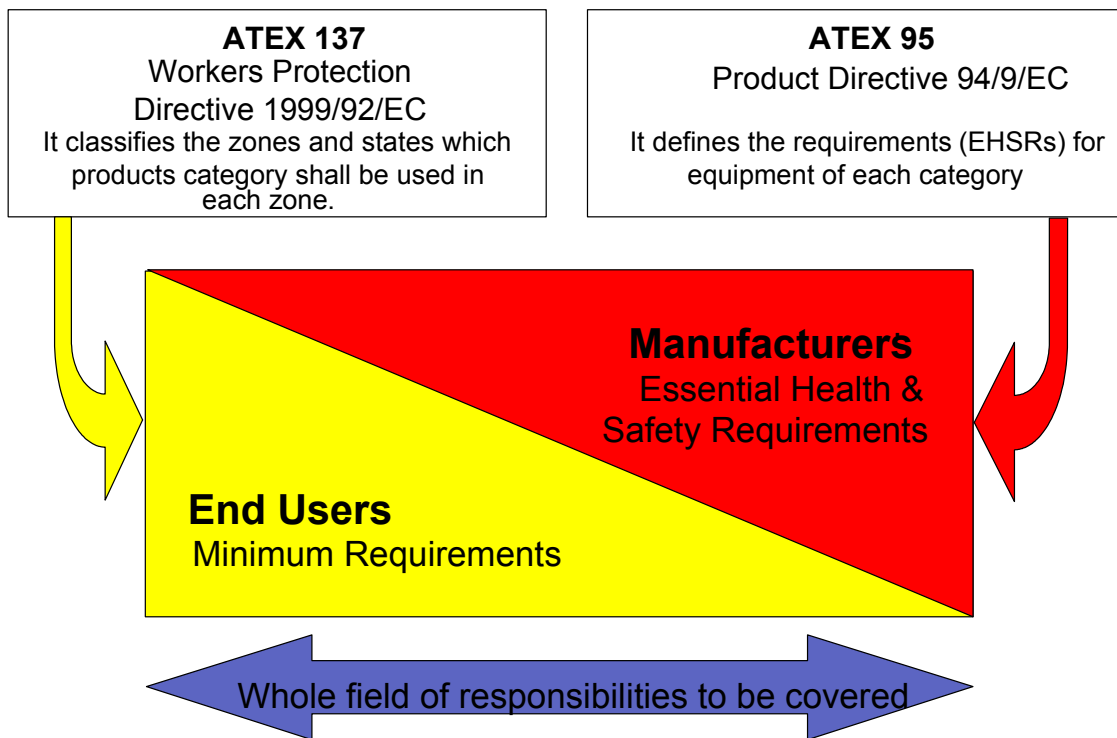 ATEX 137
Workers Protection
Directive 1999/92/EC
It classifies the zones and states which
products category shall be used in
each zone.
ATEX 95
Product Directive 94/9/EC
It defines the requirements (EHSRs) for
equipment of each category
Manufacturers
Essential Health &
Safety Requirements
End Users
Minimum Requirements
Whole field of responsibilities to be covered